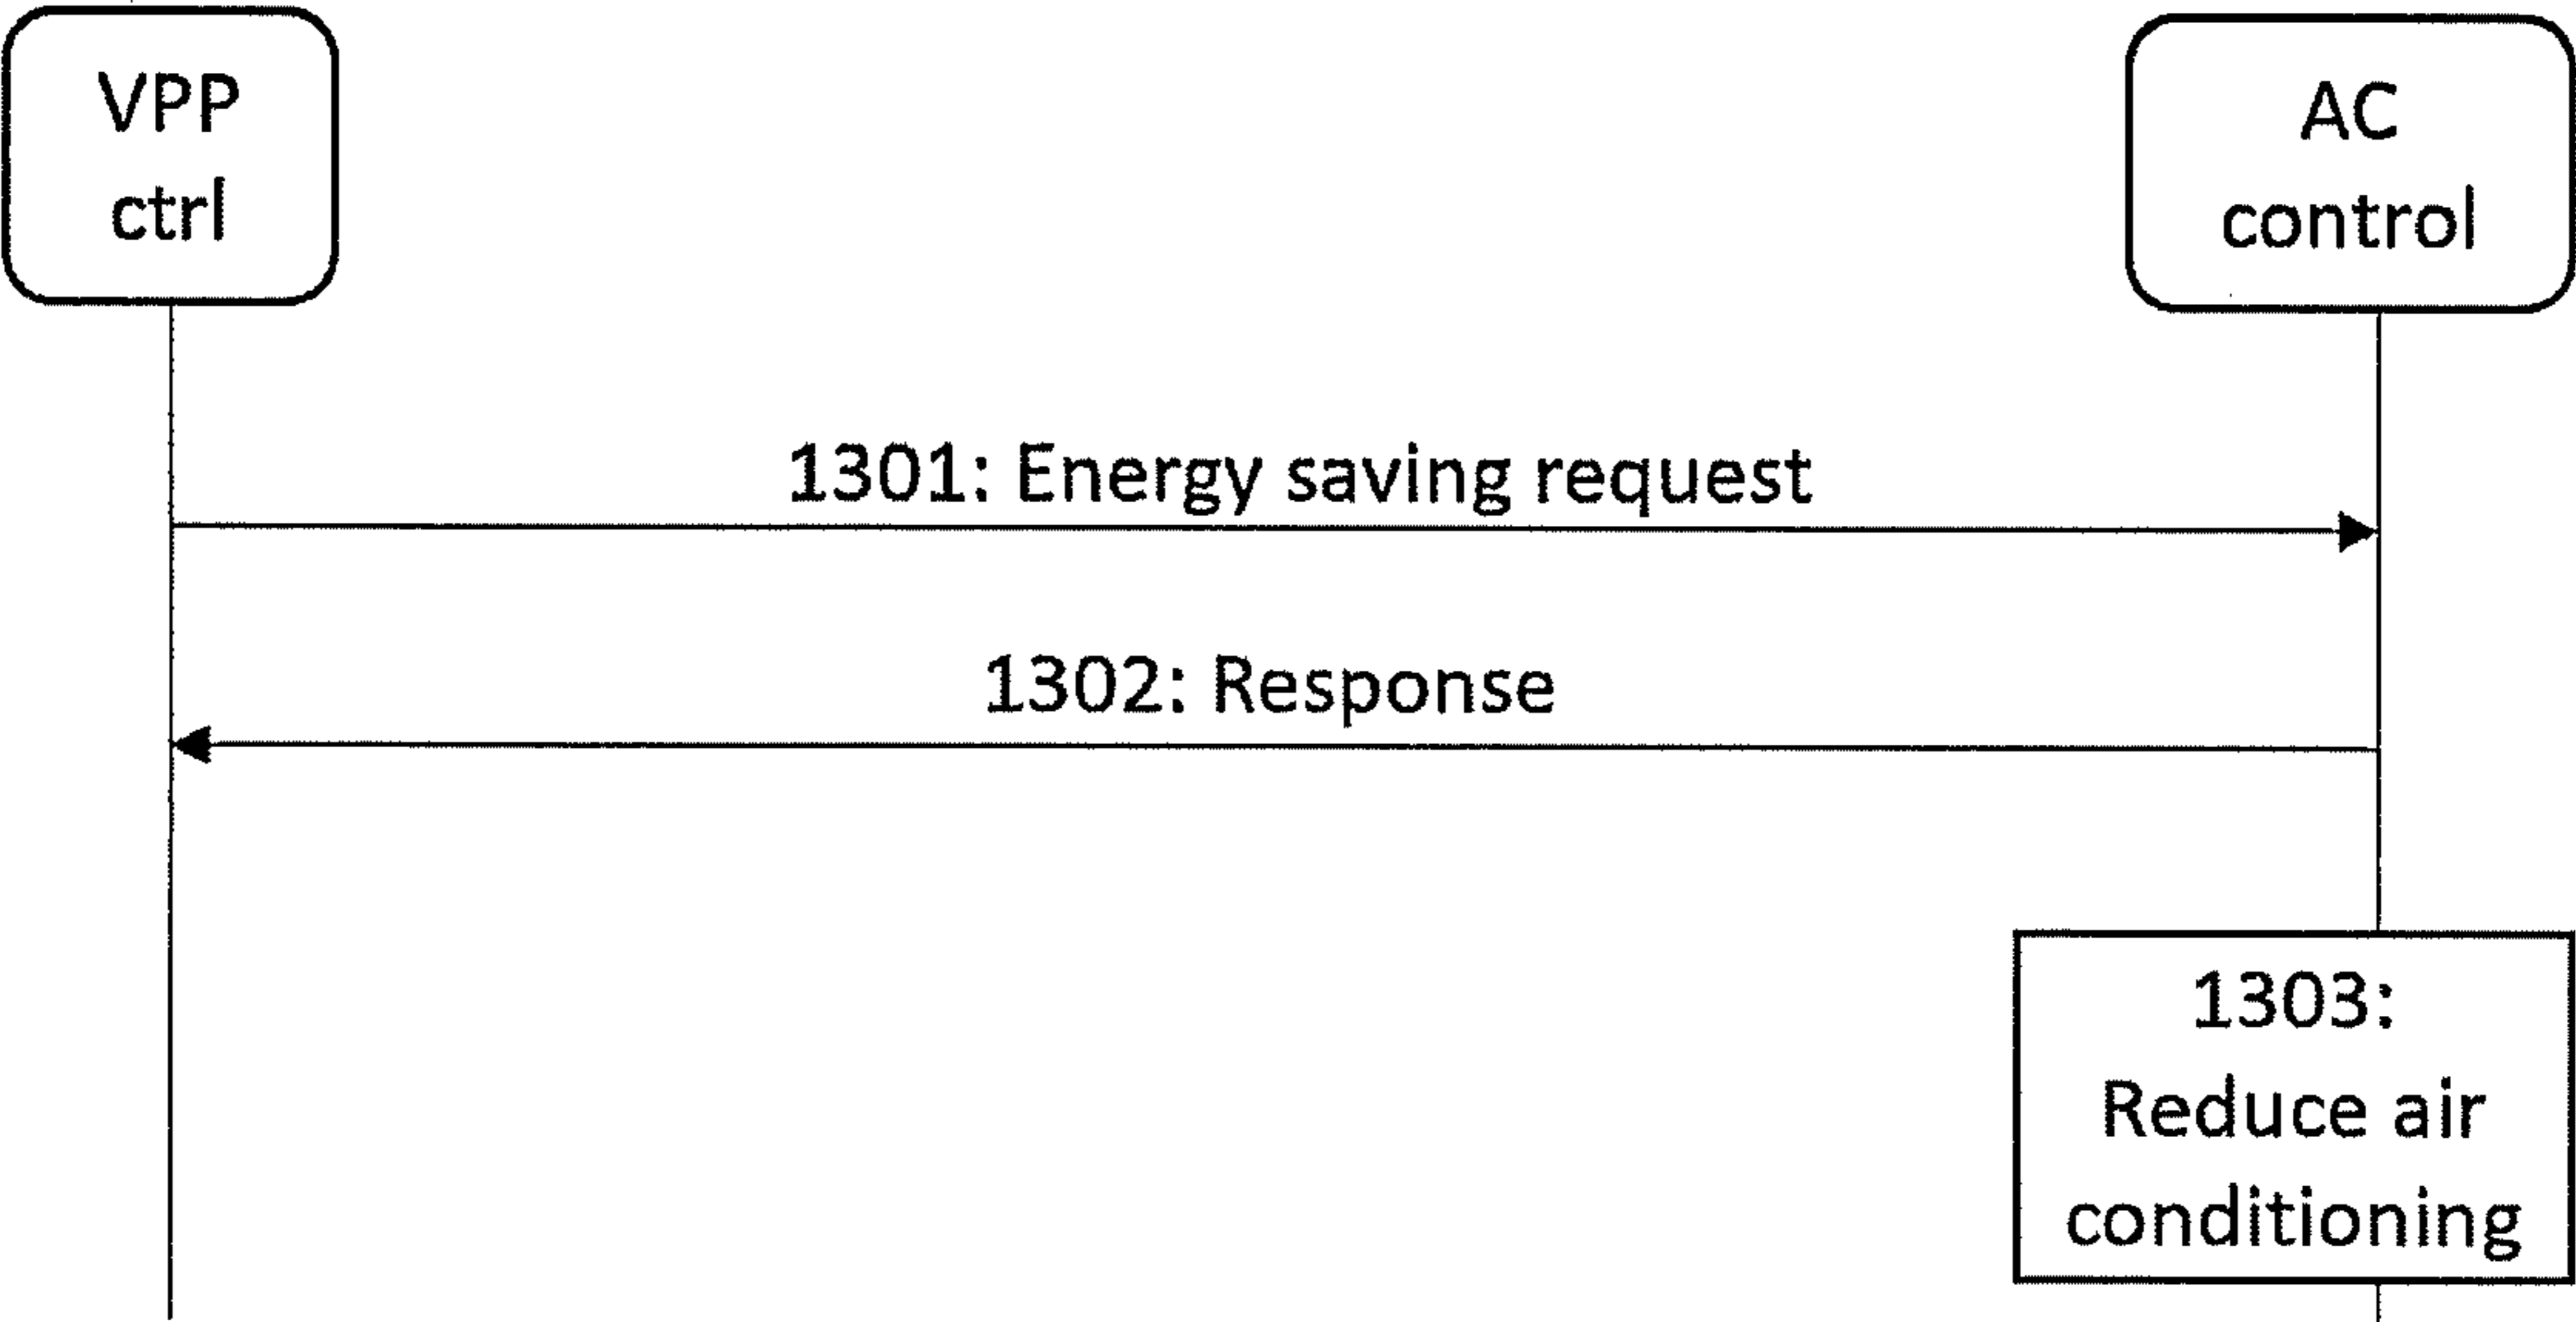 VPP
ctrl
AC
control
1301: Energy saving request
1302: Response
1303:
Reduce air
conditioning